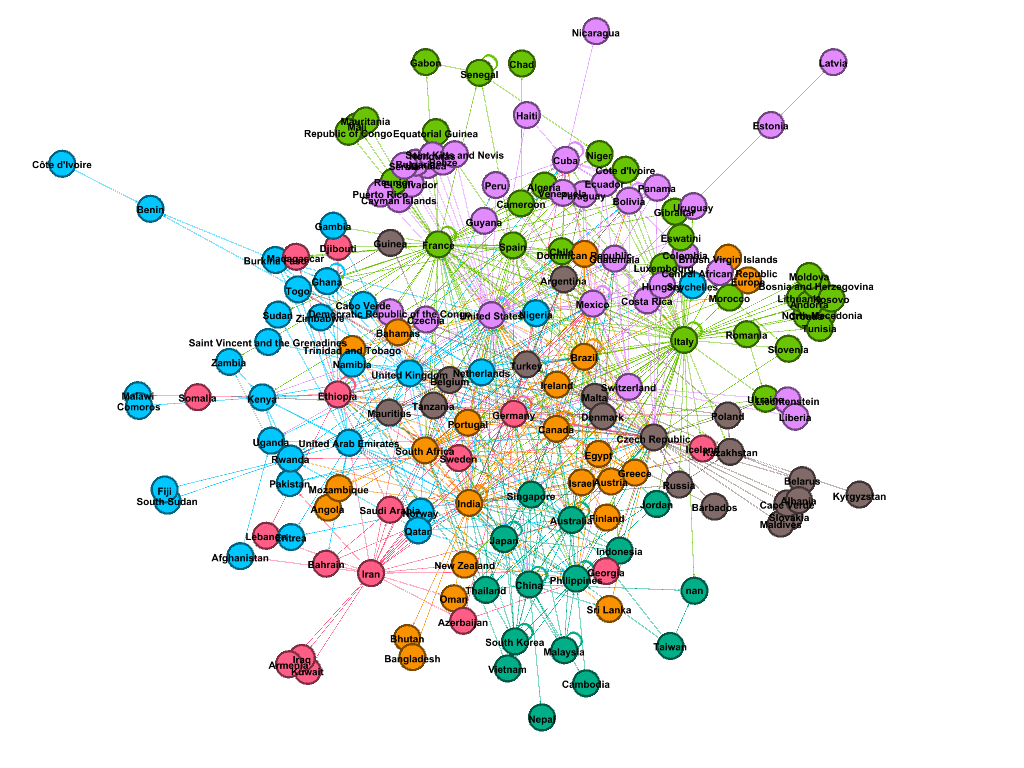 Nicaragua
Gabon
Senegal
Chad
Latvia
Haiti
Estonia
Mauritania
Mali
Republic of Congo
Equatorial Guinea
Côte d'Ivoire
Saint Kitts and Nevis
Belize
Cuba
Niger
Cote d'Ivoire
Reunion
El Salvador
Puerto Rico
Cayman Islands
Peru
Algeria
Venezuela
Ecuador
Paraguay
Panama
Bolivia
Cameroon
Benin
Guyana
Gibraltar
Uruguay
Gambia
Djibouti
Guinea
France
Spain
Chile
Dominican Republic
Guatemala
Eswatini
Colombia
Luxembourg
British Virgin Islands
Burkina Faso
Madagascar
Ghana
Togo
Argentina
Central African Republic
Hungary
Seychelles
Europe
Bosnia and Herzegovina
Moldova
Costa Rica
Morocco
Lithuania
Kosovo
Andorra
North Macedonia
Tunisia
Cabo Verde
Democratic Republic of the Congo
Sudan
Zimbabwe
Czechia
United States
Nigeria
Mexico
Bahamas
Italy
Romania
Slovenia
Saint Vincent and the Grenadines
Trinidad and Tobago
Zambia
Namibia
United Kingdom
Netherlands
Belgium
Turkey
Brazil
Ireland
Switzerland
Malawi
Comoros
Somalia
Kenya
Ethiopia
Mauritius
Tanzania
Germany
Malta
Denmark
Ukraine
Liechtenstein
Liberia
Poland
Portugal
Canada
Czech Republic
Uganda
United Arab Emirates
South Africa
Sweden
Egypt
Iceland
Kazakhstan
Rwanda
Pakistan
Mozambique
Angola
Israel
Austria
Greece
Russia
Belarus
Albania
Cape Verde
Slovakia
Maldives
Kyrgyzstan
Barbados
Fiji
South Sudan
Saudi Arabia
Norway
Qatar
India
Singapore
Australia
Finland
Jordan
Lebanon
Eritrea
Afghanistan
Bahrain
Iran
Japan
New Zealand
Indonesia
Georgia
Philippines
China
Thailand
Oman
Azerbaijan
Sri Lanka
nan
Taiwan
Bhutan
Bangladesh
South Korea
Vietnam
Malaysia
Cambodia
Iraq
Armenia
Kuwait
Nepal